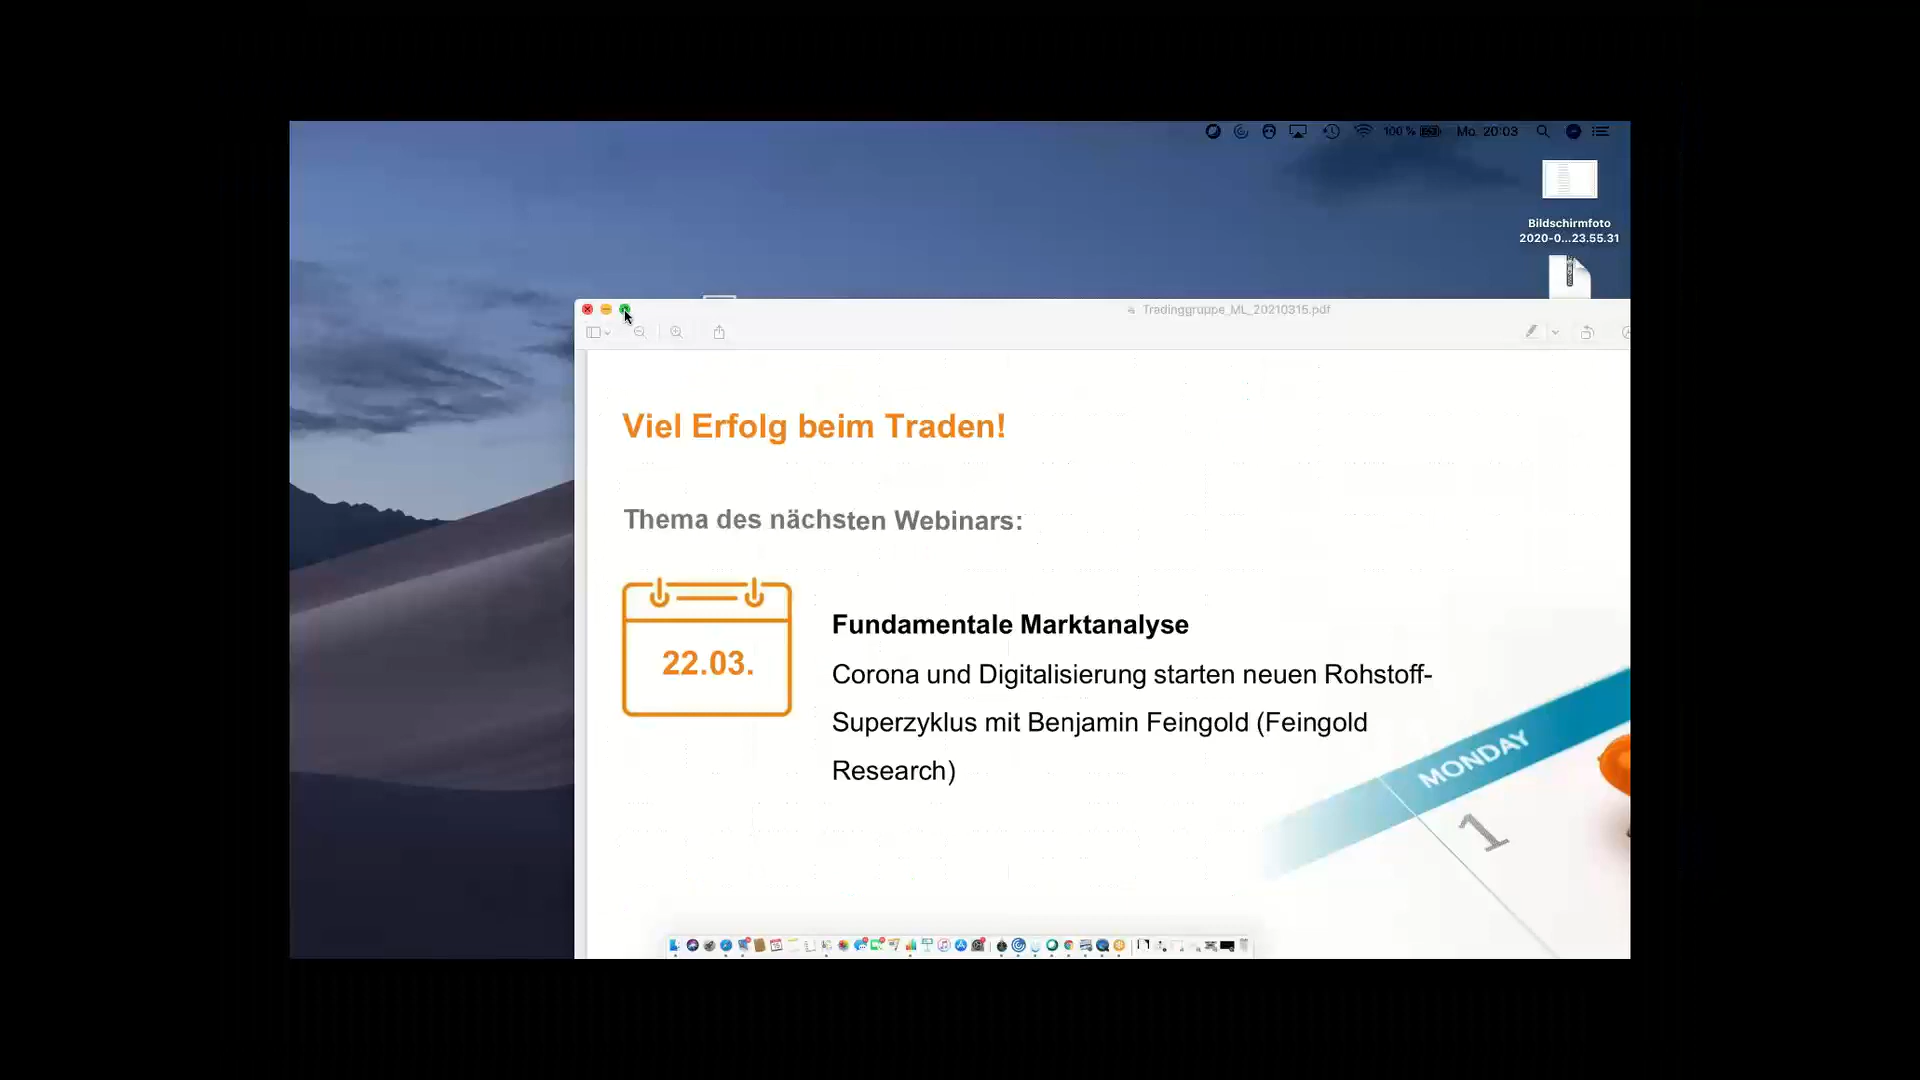 100 %
Mo. 20:03
Bildschirmfoto
2020-0...23.55.31
Tradinggruppe_ML_20210315.pdf
Viel Erfolg beim Traden!
Thema des nächsten Webinars:
22.03.
Fundamentale Marktanalyse
Corona und Digitalisierung starten neuen Rohstoff-
Superzyklus mit Benjamin Feingold (Feingold
Research)
MONDAY
1